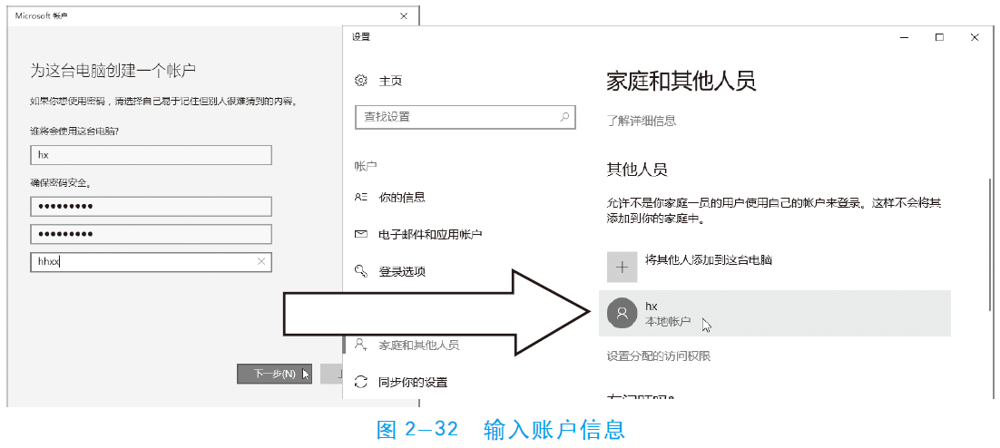 Microsoft 帐户
为这台电脑创建一个帐户
如果你想使用密码，请选择自己易于记住但别人很难猜到的内容。
谁将会使用这台电脑?
hx
确保密码安全。
●●●●●●●●●
●●●●●●●●●
hhxx
下一步(N)
设置
主页
查找设置
帐户
你的信息
电子邮件和应用帐户
登录选项
家庭和其他人员
同步你的设置
家庭和其他人员
了解详细信息
其他人员
允许不是你家庭一员的用户使用自己的帐户来登录。这样不会将其
添加到你的家庭中。
将其他人添加到这台电脑
hx
本地帐户
设置分配的访问权限
图 2—32 输入账户信息